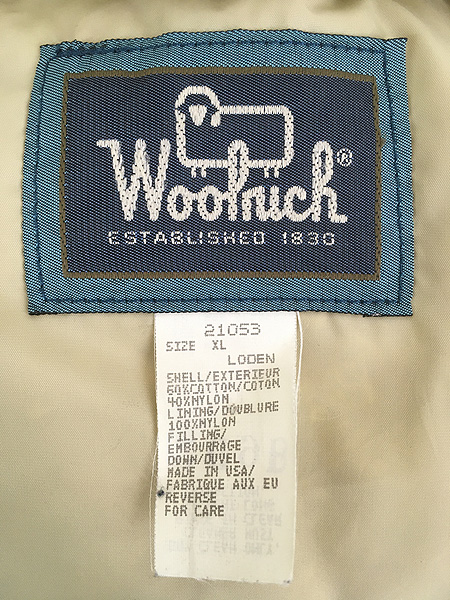 Woolrich®
ESTABLISHED 1830
21053
SIZE XL
LODEN
SHELL/EXTERIEUR
60%COTTON/COTON
40%NYLON
LINING/DOUBLURE
100%NYLON
FILLING/
EMBOURRAGE
DOWN/DUVEL
MADE IN USA/
FABRIQUE AUX EU
REVERSE
FOR CARE